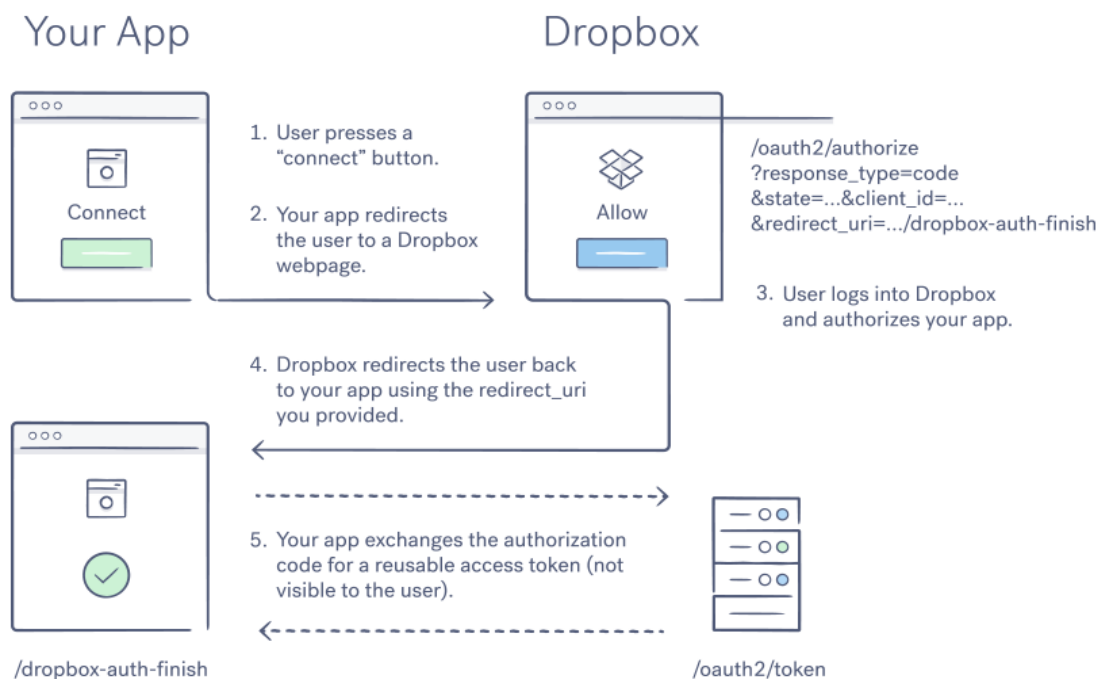 Your App
Dropbox
Connect
1. User presses a
“connect” button.
2. Your app redirects
the user to a Dropbox
webpage.
Allow
/oauth2/authorize
?response_type=code
&state=...&client_id=...
&redirect_uri=.../dropbox-auth-finish
3. User logs into Dropbox
and authorizes your app.
4. Dropbox redirects the user back
to your app using the redirect_uri
you provided.
5. Your app exchanges the authorization
code for a reusable access token (not
visible to the user).
/dropbox-auth-finish
/oauth2/token